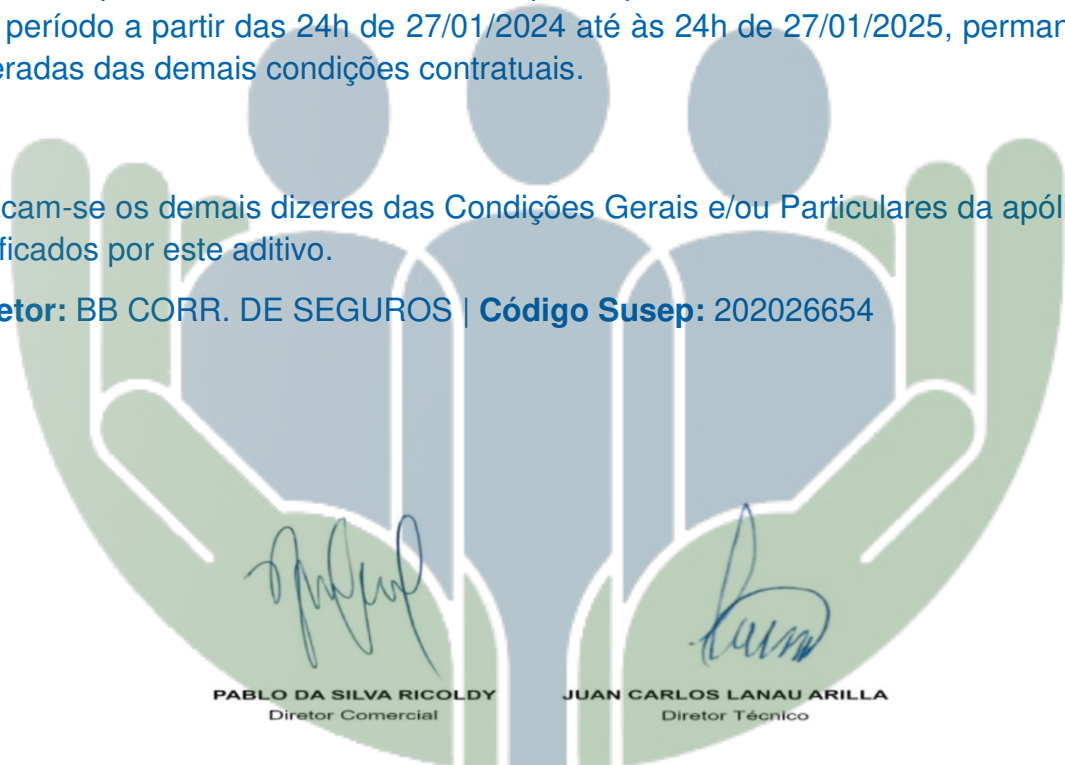 período a partir das 24h de 27/01/2024 até às 24h de 27/01/2025, perman
eradas das demais condições contratuais.
cam-se os demais dizeres das Condições Gerais e/ou Particulares da apól
ficados por este aditivo.
etor: BB CORR. DE SEGUROS | Código Susep: 202026654
PABLO DA SILVA RICOLDY JUAN CARLOS LANAU ARILLA
Diretor Comercial Diretor Técnico